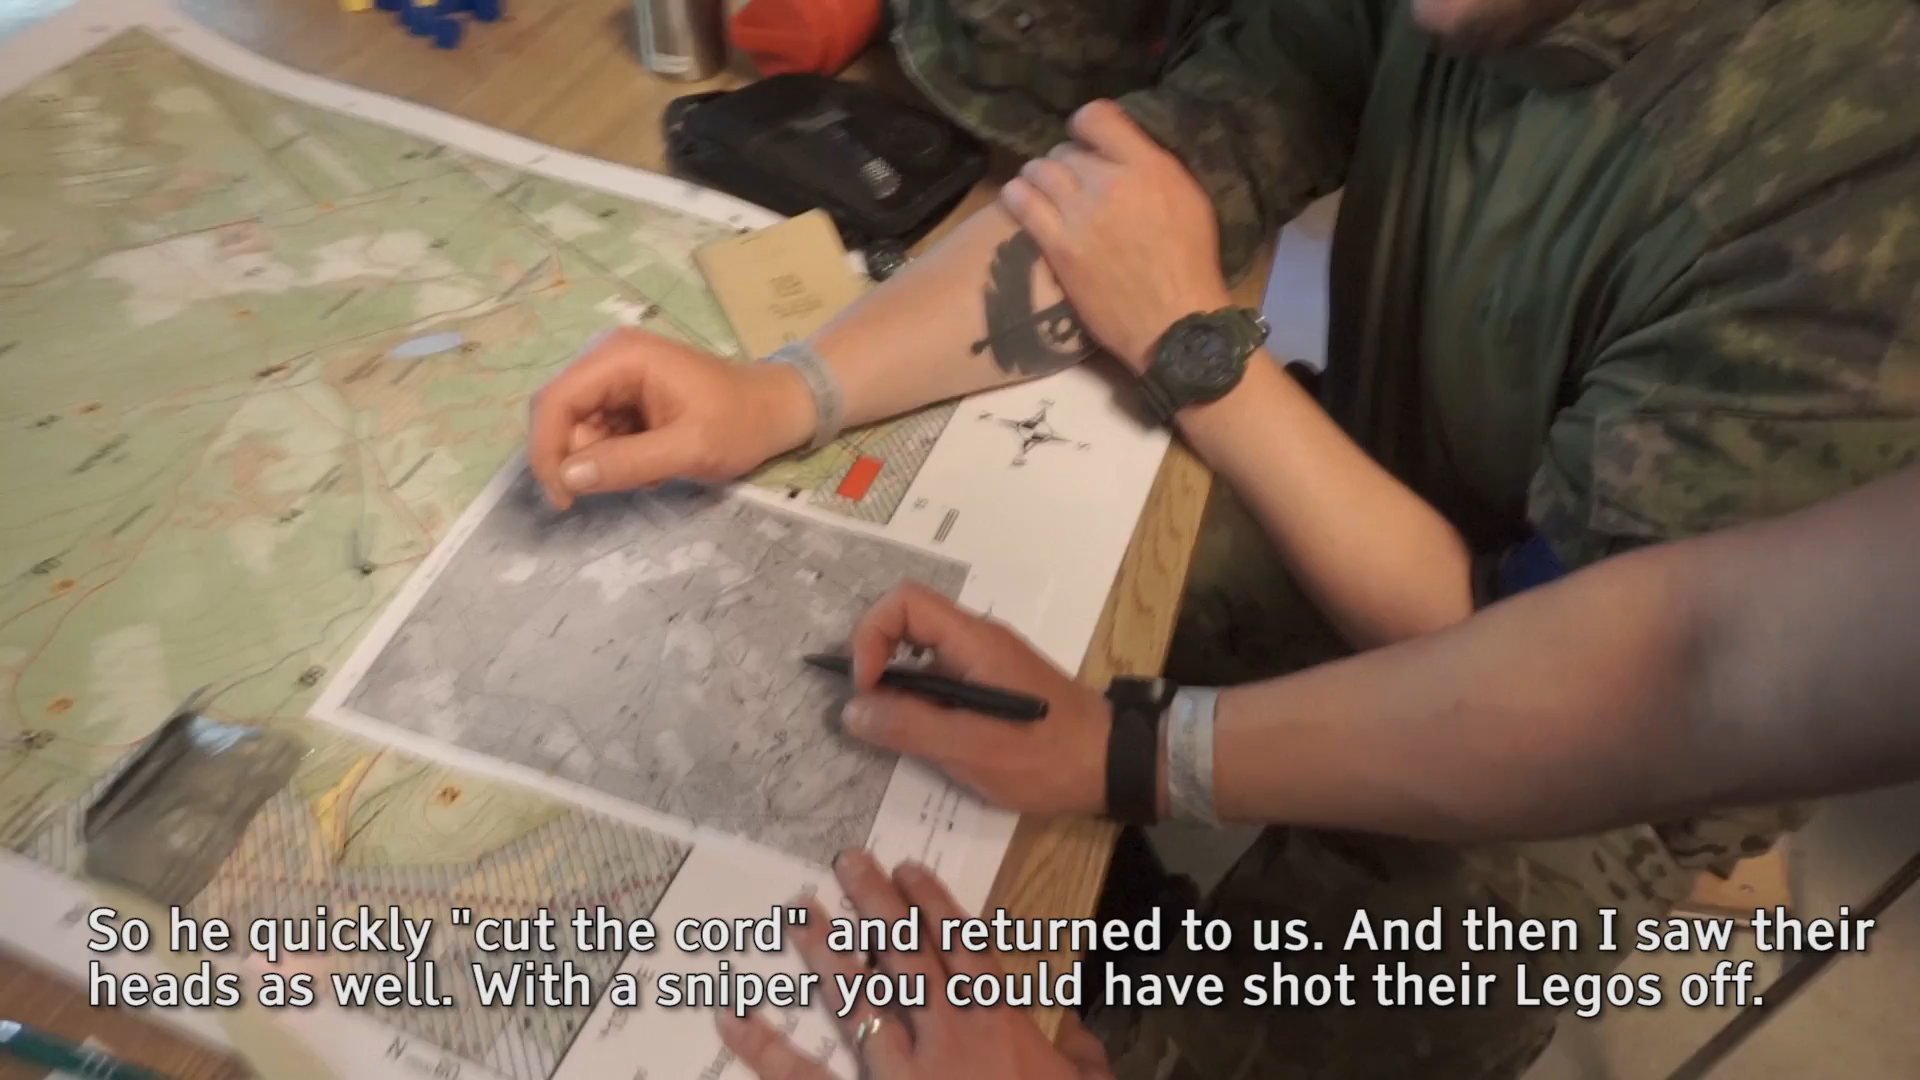 So he quickly "cut the cord" and returned to us. And then I saw their
heads as well. With a sniper you could have shot their Legos off.